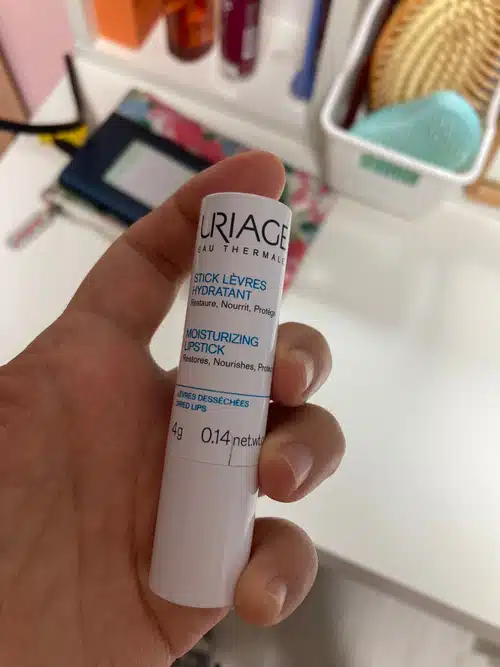 URIAGE
EAU THERMALE
STICK LÈVRES
HYDRATANT
Restaure, Nourrit, Protège
MOISTURIZING
LIPSTICK
Restores, Nourishes, Protec
LÈVRES DESSÉCHÉES
DRIED LIPS
4g 0.14 net.wt.